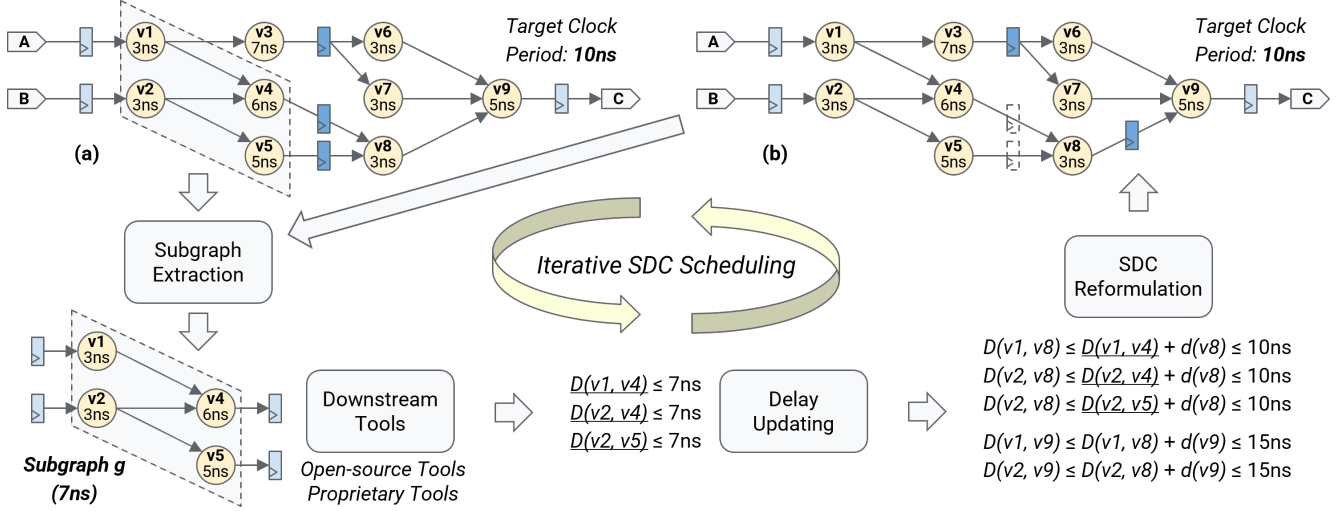 A
v1
3ns
v3
7ns
v6
3ns
Target Clock
Period: 10ns
B
v2
3ns
v4
6ns
v7
3ns
v9
5ns
C
v5
5ns
v8
3ns
(a)
A
v1
3ns
v3
7ns
v6
3ns
Target Clock
Period: 10ns
B
v2
3ns
v4
6ns
v7
3ns
v9
5ns
C
v5
5ns
v8
3ns
(b)
Subgraph
Extraction
Iterative SDC Scheduling
SDC
Reformulation
v1
3ns
v2
3ns
v4
6ns
v5
5ns
Subgraph g
(7ns)
Downstream
Tools
Open-source Tools
Proprietary Tools
D(v1, v4) ≤ 7ns
D(v2, v4) ≤ 7ns
D(v2, v5) ≤ 7ns
Delay
Updating
D(v1, v8) ≤ D(v1, v4) + d(v8) ≤ 10ns
D(v2, v8) ≤ D(v2, v4) + d(v8) ≤ 10ns
D(v2, v8) ≤ D(v2, v5) + d(v8) ≤ 10ns
D(v1, v9) ≤ D(v1, v8) + d(v9) ≤ 15ns
D(v2, v9) ≤ D(v2, v8) + d(v9) ≤ 15ns